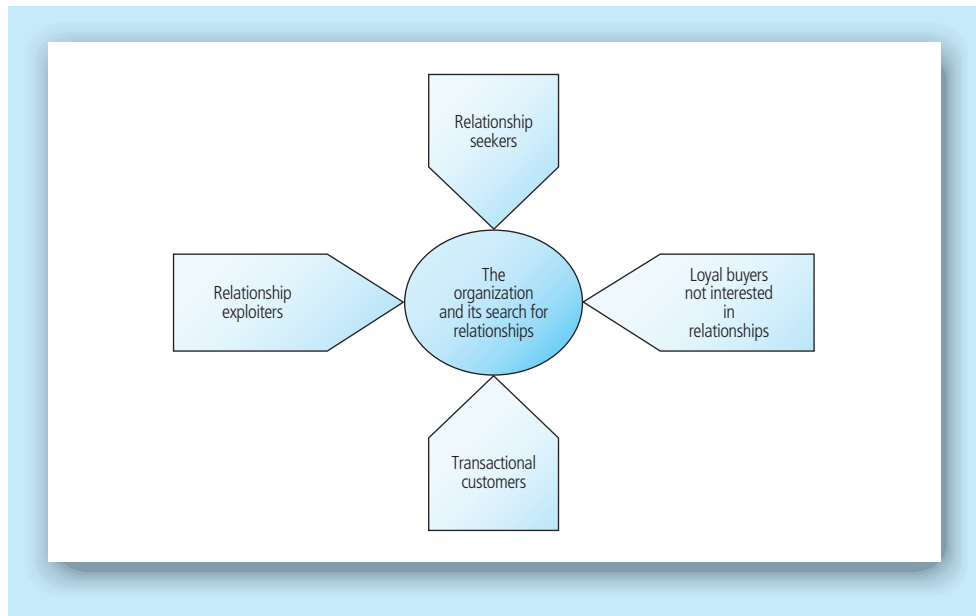 Relationship
seekers
Relationship
exploiters
The
organization
and its search for
relationships
Loyal buyers
not interested
in
relationships
Transactional
customers